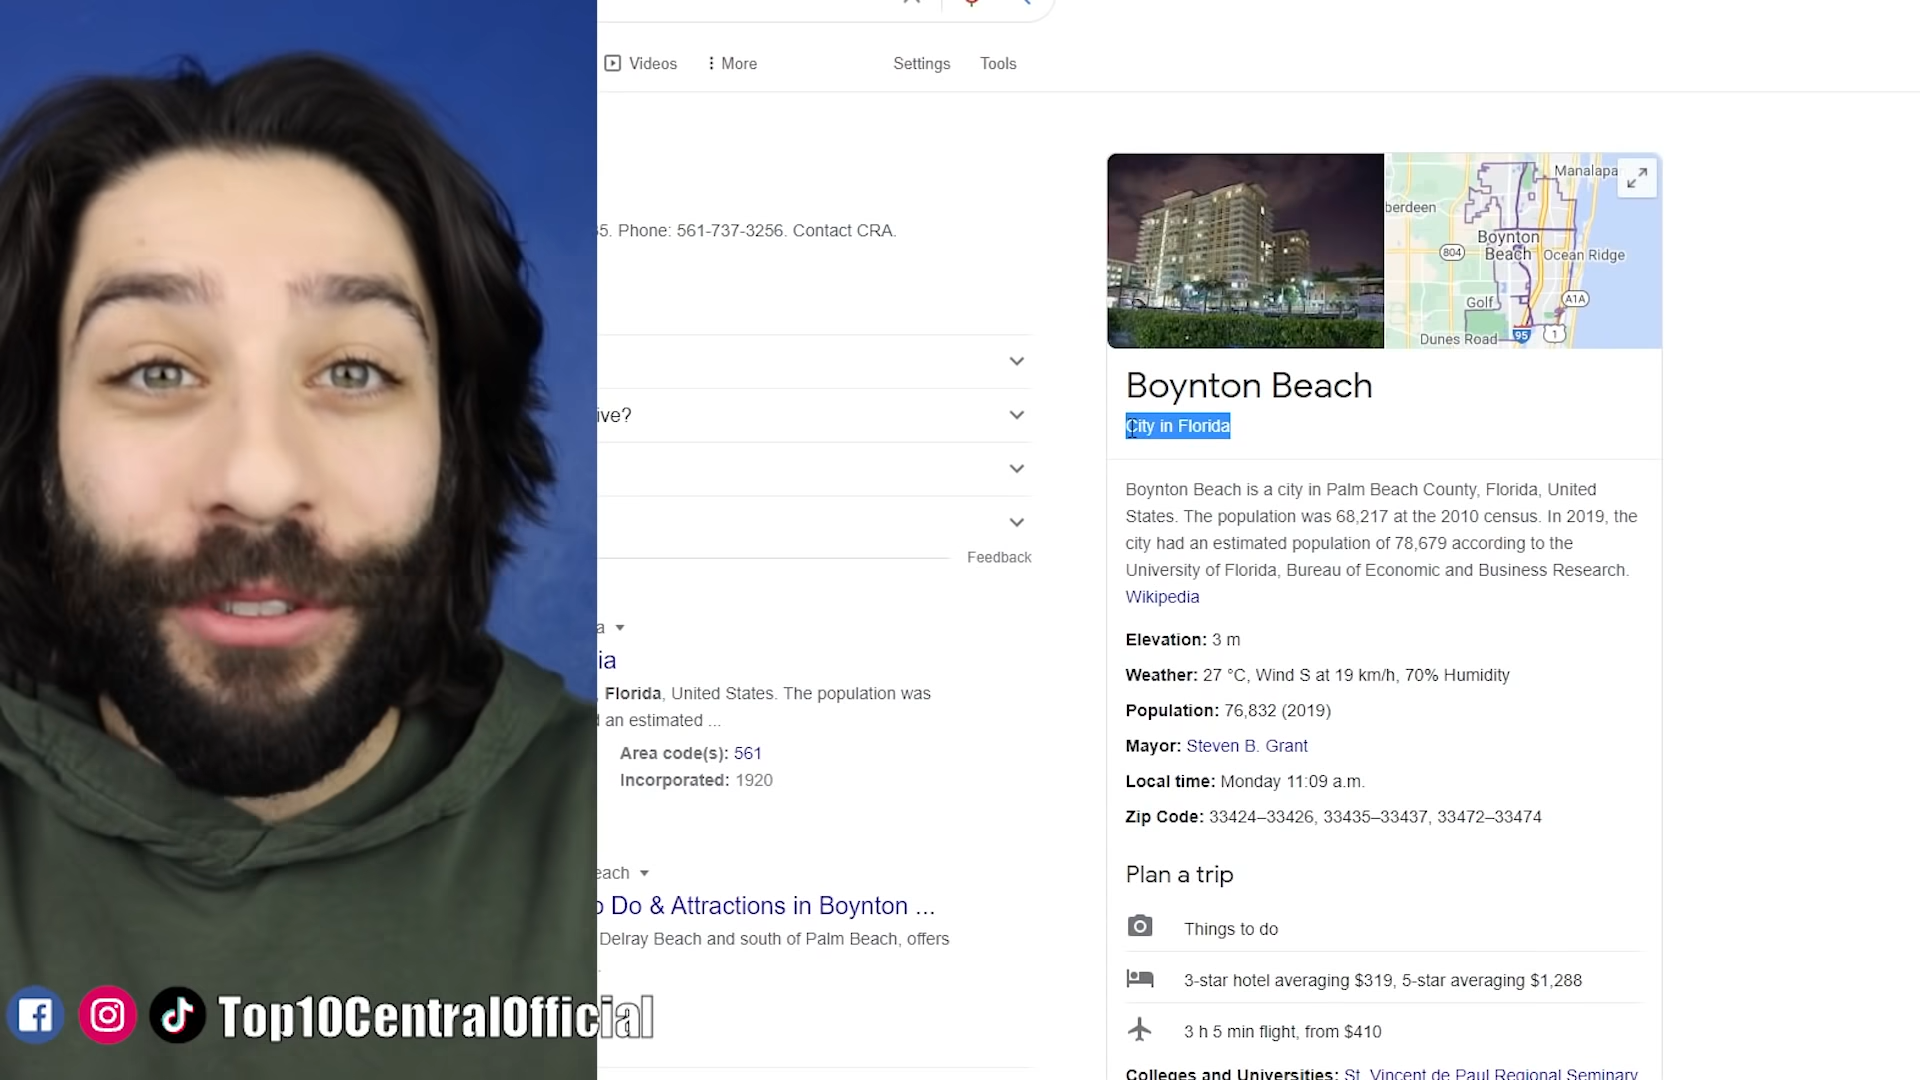 Videos
More
Settings
Tools
5. Phone: 561-737-3256. Contact CRA.
ive?
Feedback
a
ia
, Florida, United States. The population was
d an estimated ...
Area code(s): 561
Incorporated: 1920
each
o Do & Attractions in Boynton ...
Delray Beach and south of Palm Beach, offers
Manalapa
berdeen
Boynton
Beach
804
Ocean Ridge
Golf
A1A
Dunes Road
95
1
Boynton Beach
City in Florida
Boynton Beach is a city in Palm Beach County, Florida, United
States. The population was 68,217 at the 2010 census. In 2019, the
city had an estimated population of 78,679 according to the
University of Florida, Bureau of Economic and Business Research.
Wikipedia
Elevation: 3 m
Weather: 27 °C, Wind S at 19 km/h, 70% Humidity
Population: 76,832 (2019)
Mayor: Steven B. Grant
Local time: Monday 11:09 a.m.
Zip Code: 33424–33426, 33435–33437, 33472–33474
Plan a trip
Things to do
3-star hotel averaging $319, 5-star averaging $1,288
3 h 5 min flight, from $410
Colleges and Universities: St. Vincent de Paul Regional Seminary
Top10CentralOfficial